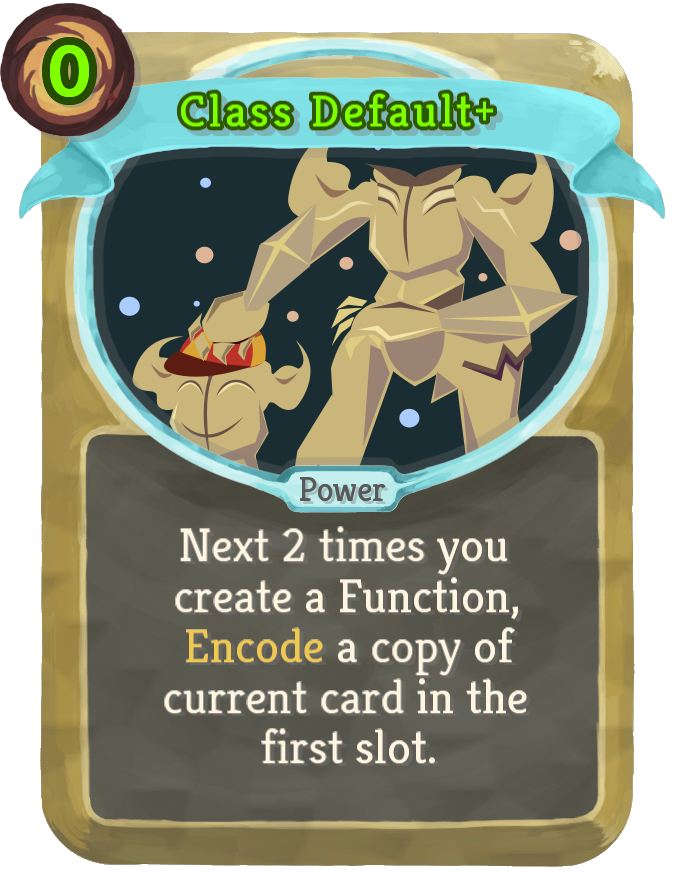 0
Class Default+
Power
Next 2 times you
create a Function,
Encode a copy of
current card in the
first slot.